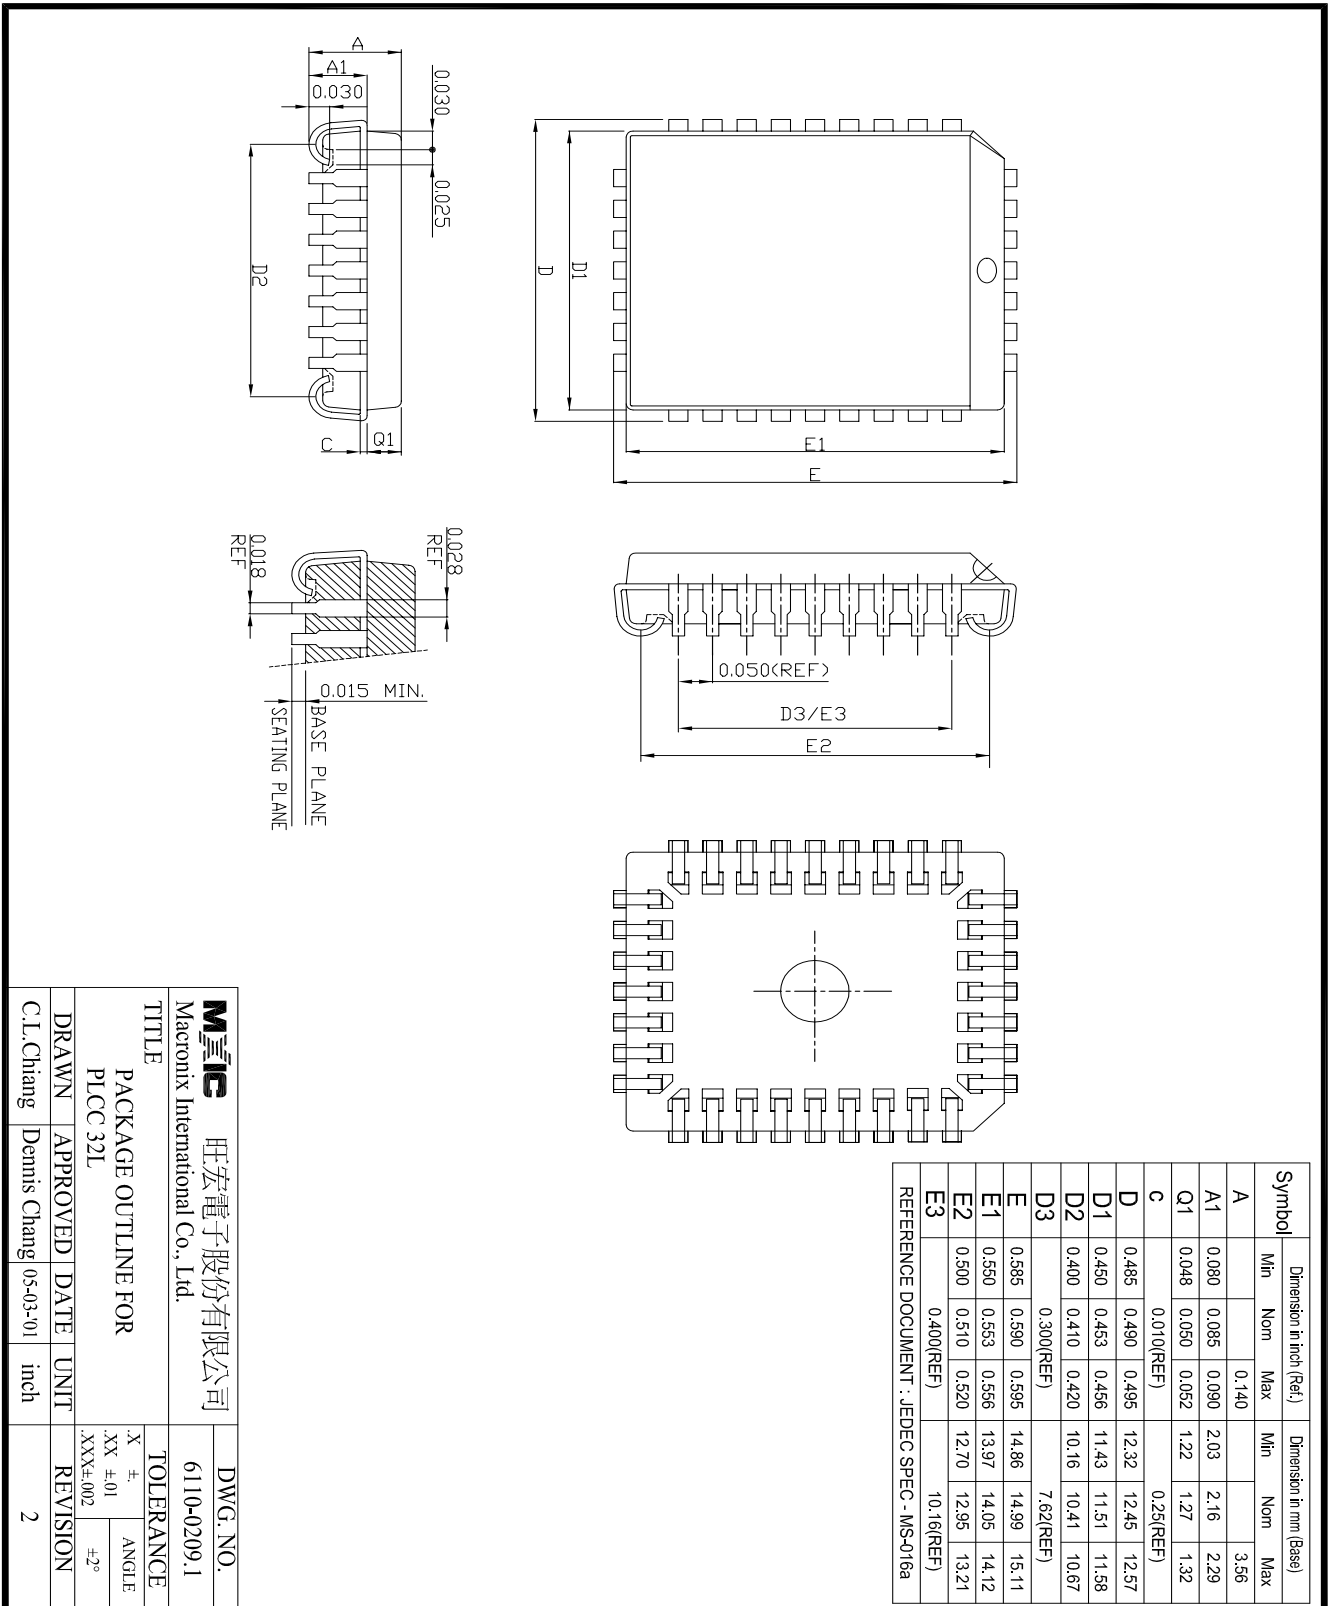 A
A1
0.030
0.030
0.025
D2
C
Q1
D
D1
E1
E
0.028
REF
0.018
REF
0.015 MIN.
BASE PLANE
SEATING PLANE
0.050(REF)
D3/E3
E2
Symbol Dimension in inch (Ref.) Dimension in mm (Base)
Min Nom Max Min Nom Max
A 0.140 3.56
A1 0.080 0.085 0.090 2.03 2.16 2.29
Q1 0.048 0.050 0.052 1.22 1.27 1.32
C 0.010(REF) 0.25(REF)
D 0.485 0.490 0.495 12.32 12.45 12.57
D1 0.450 0.453 0.456 11.43 11.51 11.58
D2 0.400 0.410 0.420 10.16 10.41 10.67
D3 0.300(REF) 7.62(REF)
E 0.585 0.590 0.595 14.86 14.99 15.11
E1 0.550 0.553 0.556 13.97 14.05 14.12
E2 0.500 0.510 0.520 12.70 12.95 13.21
E3 0.400(REF) 10.16(REF)
REFERENCE DOCUMENT : JEDEC SPEC - MS-016a
MXIC 旺宏電子股份有限公司
Macronix International Co., Ltd.
DWG. NO.
6110-0209.1
TITLE
PACKAGE OUTLINE FOR
PLCC 32L
TOLERANCE
.X ±.
.XX ±.01
.XXX±.002
ANGLE
±2°
DRAWN APPROVED DATE UNIT REVISION
C.L.Chiang Dennis Chang 05-03-'01 inch 2